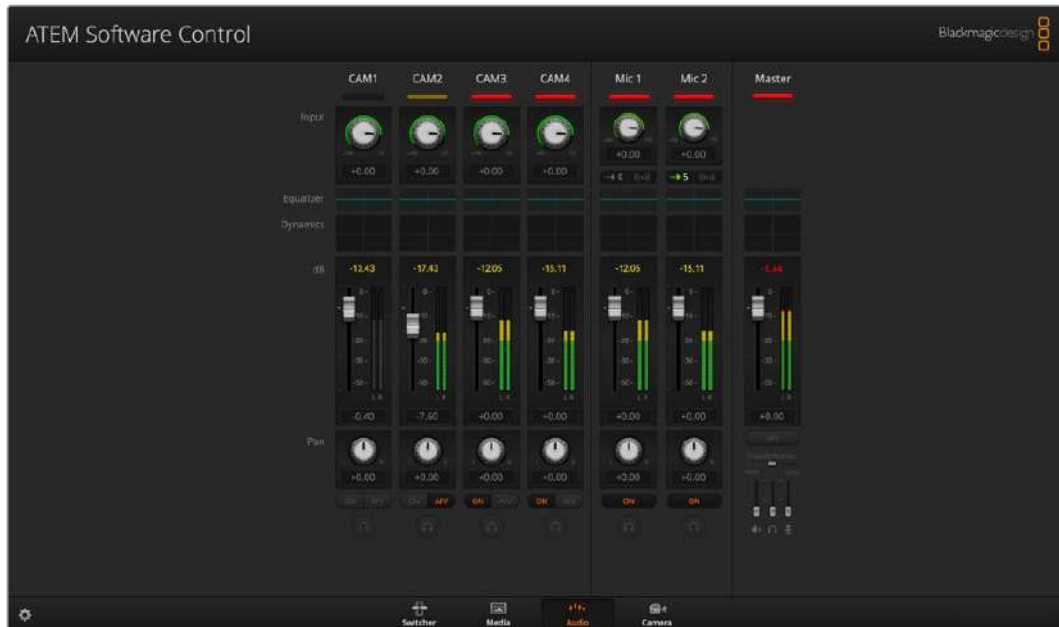 ATEM Software Control
Blackmagicdesign
CAM1 CAM2 CAM3 CAM4 Mic 1 Mic 2 Master
Input
+0.00 +0.00 +0.00 +0.00 +0.00 +0.00
5
Equalizer
Dynamics
dB -13.43 -17.43 -12.05 -15.11 -12.05 -15.11
-0.40 -7.60 +0.00 +0.00 +0.00 +0.00 +0.00
Pan
+0.00 +0.00 +0.00 +0.00 +0.00 +0.00
ON AFV ON AFV ON AFV ON AFV ON ON
Switcher Media Audio Camera